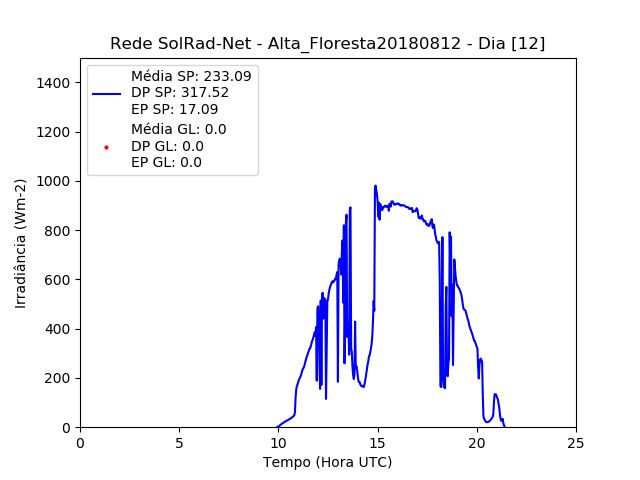 Rede SolRad-Net - Alta_Floresta20180812 - Dia [12]
Média SP: 233.09
DP SP: 317.52
EP SP: 17.09
Média GL: 0.0
DP GL: 0.0
EP GL: 0.0
1400
1200
1000
800
600
400
200
0
Irradiância (Wm-2)
0 5 10 15 20 25
Tempo (Hora UTC)